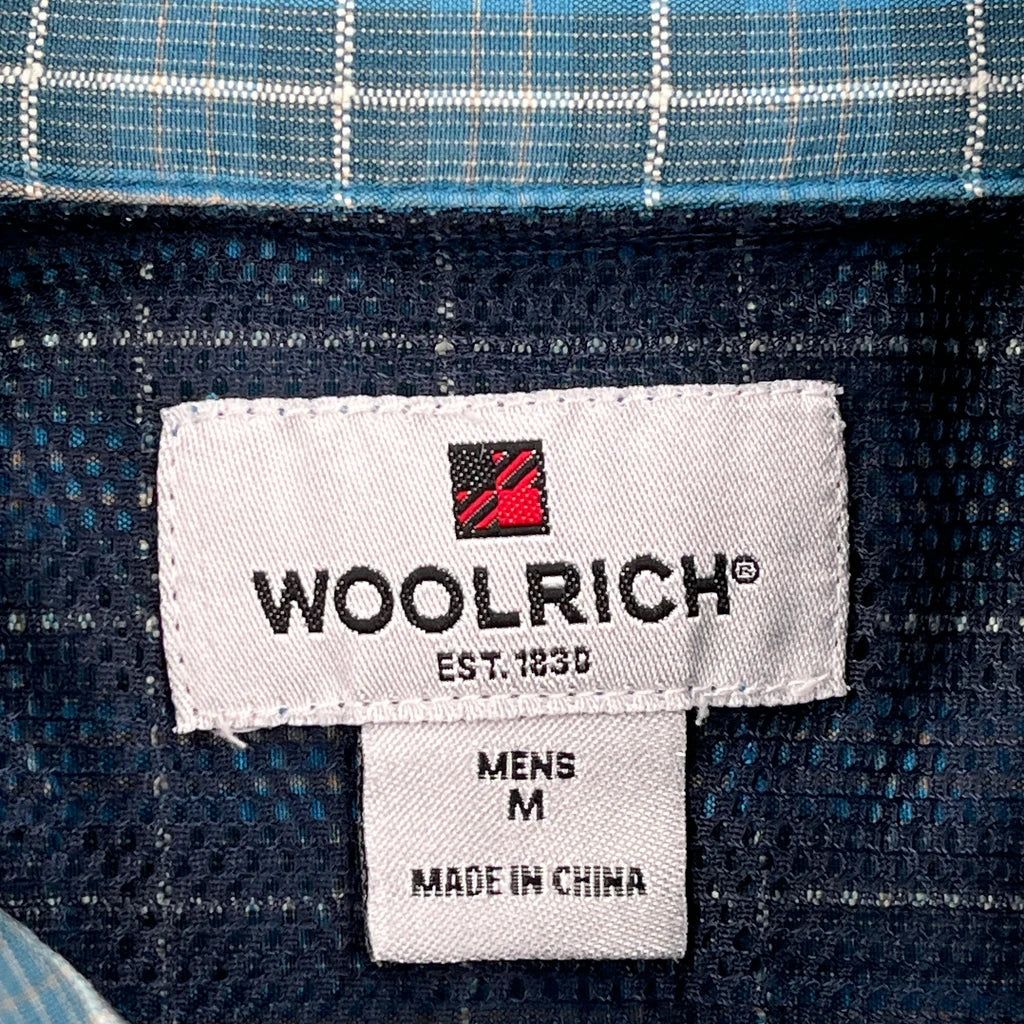 WOOLRICH®
EST. 1830
MENS
M
MADE IN CHINA